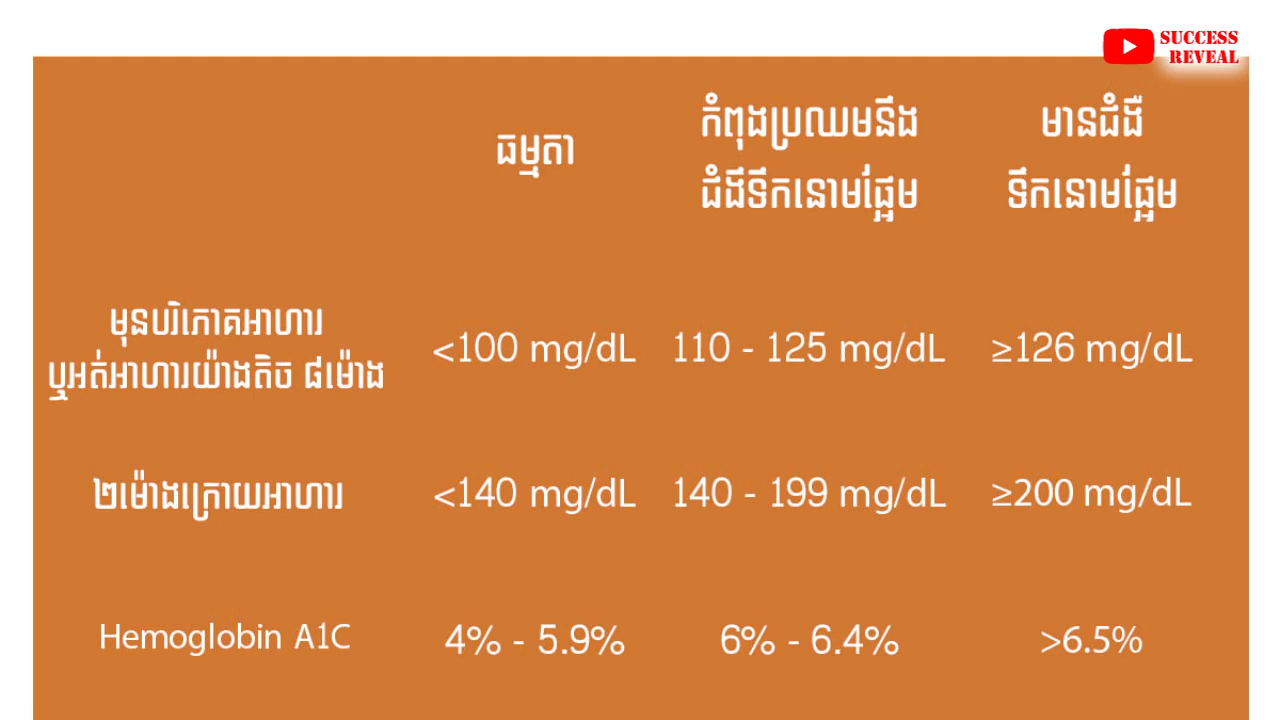 SUCCESS
REVEAL
ធម្មតា
កំពុងប្រឈមនឹង
ជំងឺទឹកនោមផ្អែម
មានជំងឺ
ទឹកនោមផ្អែម
មុនបរិភោគអាហារ
ឬអត់អាហារយ៉ាងតិច ៨ម៉ោង
<100 mg/dL
110 - 125 mg/dL
≥126 mg/dL
២ម៉ោងក្រោយអាហារ
<140 mg/dL
140 - 199 mg/dL
≥200 mg/dL
Hemoglobin A1C
4% - 5.9%
6% - 6.4%
>6.5%